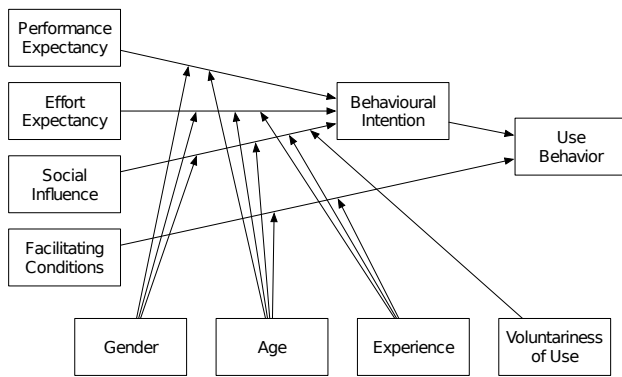 Performance
Expectancy
Effort
Expectancy
Social
Influence
Facilitating
Conditions
Behavioural
Intention
Use
Behavior
Gender
Age
Experience
Voluntariness
of Use